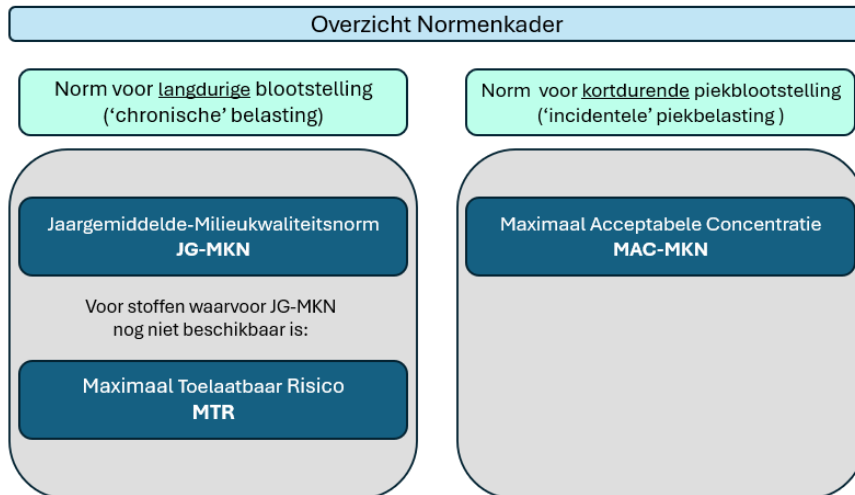 Overzicht Normenkader
Norm voor langdurige blootstelling
(‘chronische’ belasting)
Norm voor kortdurende piekblootstelling
(‘incidentele’ piekbelasting )
Jaargemiddelde-Milieukwaliteitsnorm
JG-MKN
Voor stoffen waarvoor JG-MKN
nog niet beschikbaar is:
Maximaal Toelaatbaar Risico
MTR
Maximaal Acceptabele Concentratie
MAC-MKN